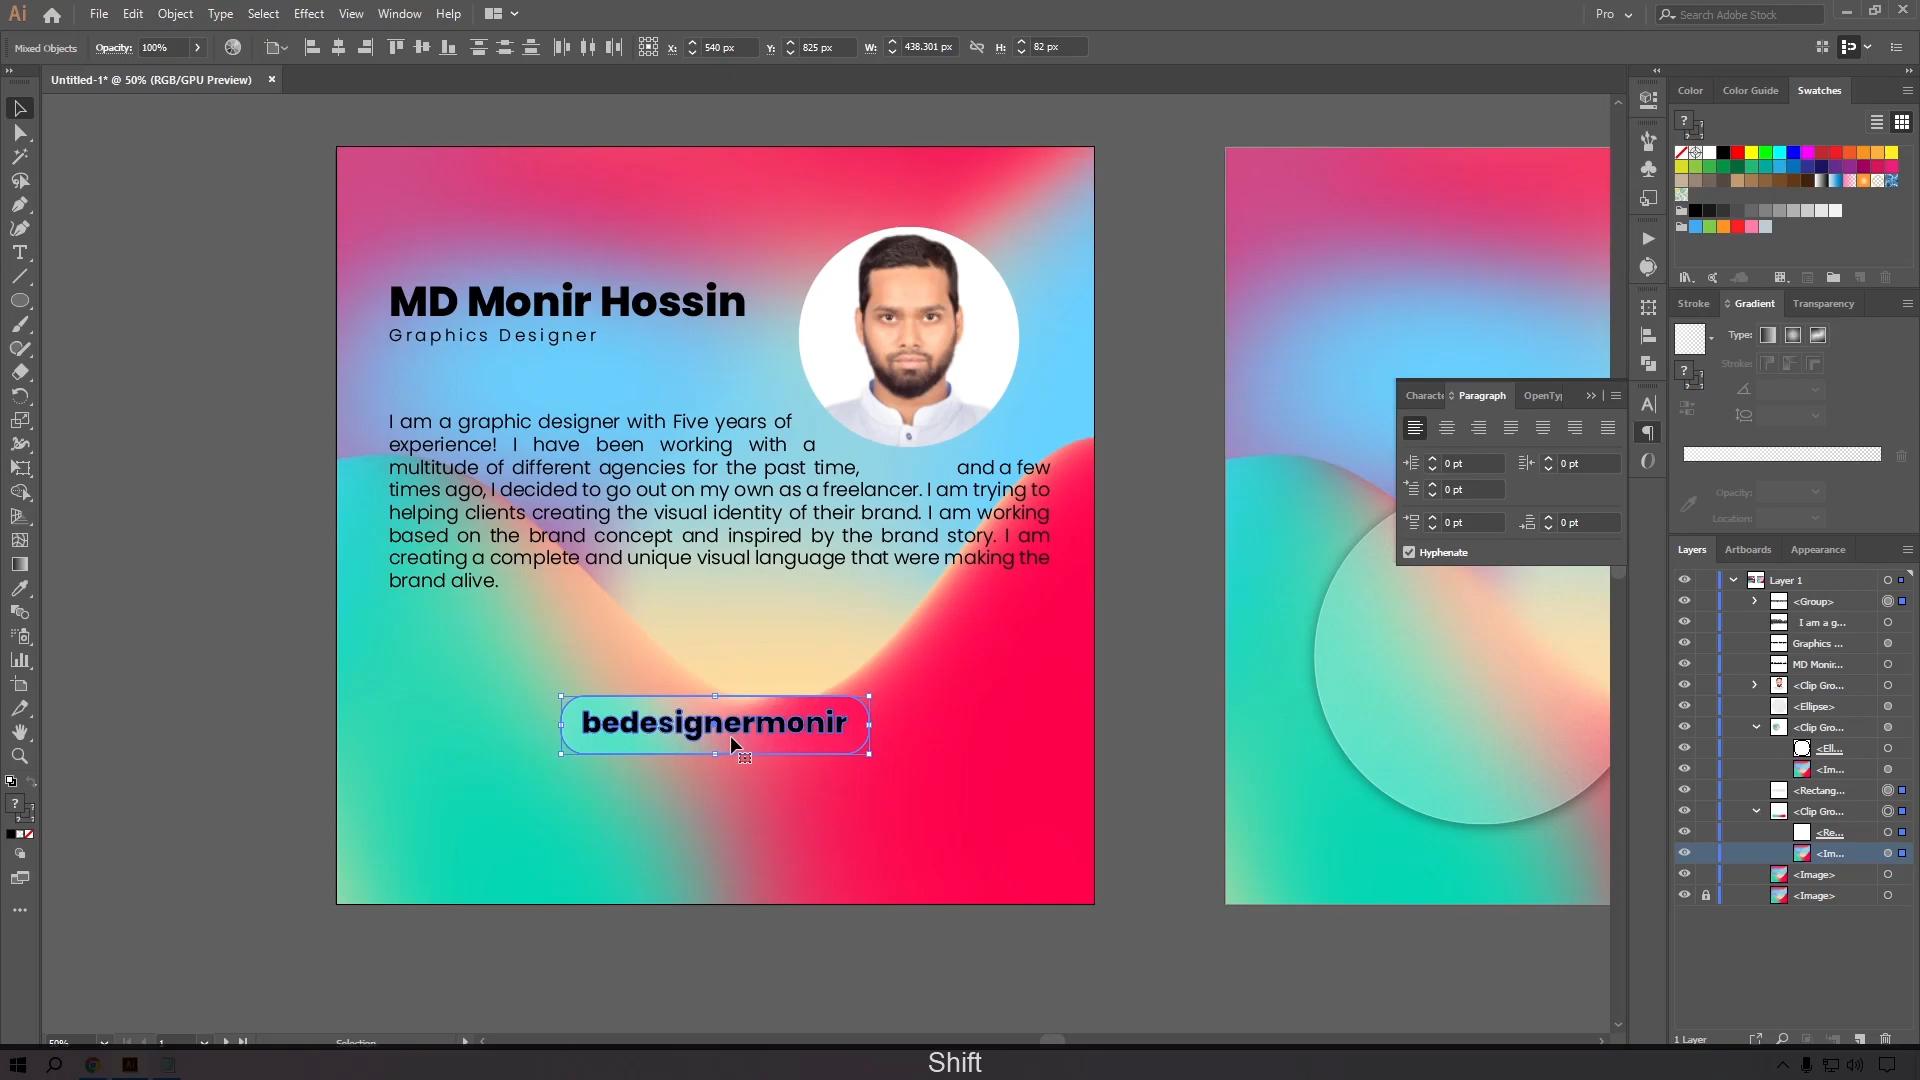 Ai File Edit Object Type Select Effect View Window Help Pro Search Adobe Stock
Mixed Objects Opacity: 100% X: 540 px Y: 825 px W: 438.301 px H: 82 px
Untitled-1* @ 50% (RGB/GPU Preview) ×
Color Color Guide Swatches
MD Monir Hossin
Graphics Designer
I am a graphic designer with Five years of
experience! I have been working with a
multitude of different agencies for the past time, and a few
times ago, I decided to go out on my own as a freelancer. I am trying to
helping clients creating the visual identity of their brand. I am working
based on the brand concept and inspired by the brand story. I am
creating a complete and unique visual language that were making the
brand alive.
bedesignermonir
Stroke Gradient Transparency
Type:
Stroke:
Opacity:
Location:
Characte Paragraph OpenTyp
0 pt 0 pt
0 pt
0 pt 0 pt
Hyphenate
Layers Artboards Appearance
Layer 1
<Group>
I am a g...
Graphics ...
MD Monir...
<Clip Gro...
<Ellipse>
<Clip Gro...
<Ell...
<Im...
<Rectang...
<Clip Gro...
<Re...
<Im...
<Image>
<Image>
1 Layer
50% 1 Selection
Shift